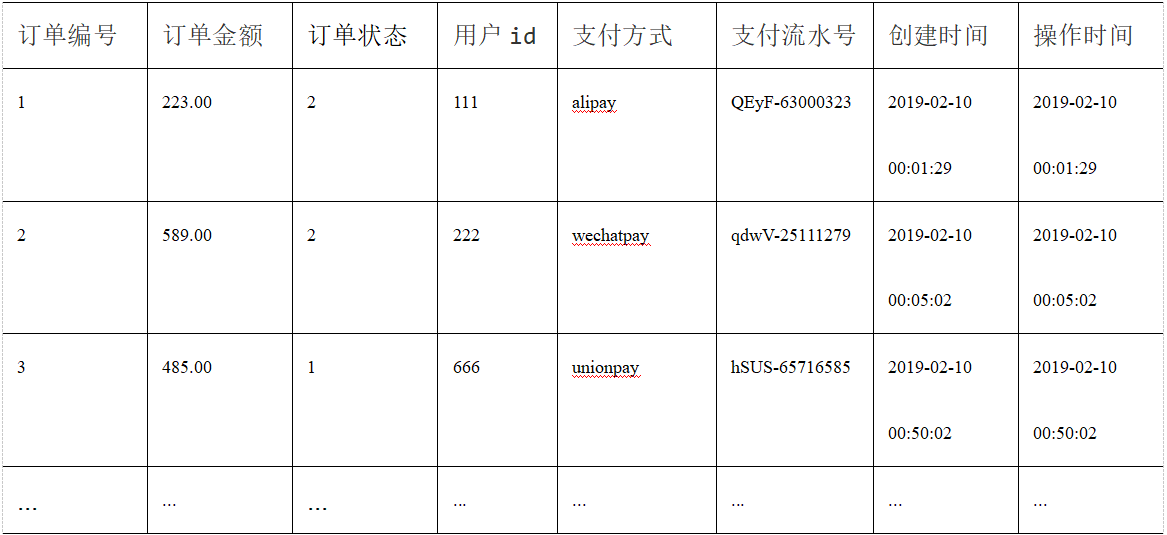 订单编号 订单金额 订单状态 用户 id 支付方式 支付流水号 创建时间 操作时间
1 223.00 2 111 alipay QEyF-63000323 2019-02-10 2019-02-10
00:01:29 00:01:29
2 589.00 2 222 wechatpay qdwV-25111279 2019-02-10 2019-02-10
00:05:02 00:05:02
3 485.00 1 666 unionpay hSUS-65716585 2019-02-10 2019-02-10
00:50:02 00:50:02
… … … … … … … …